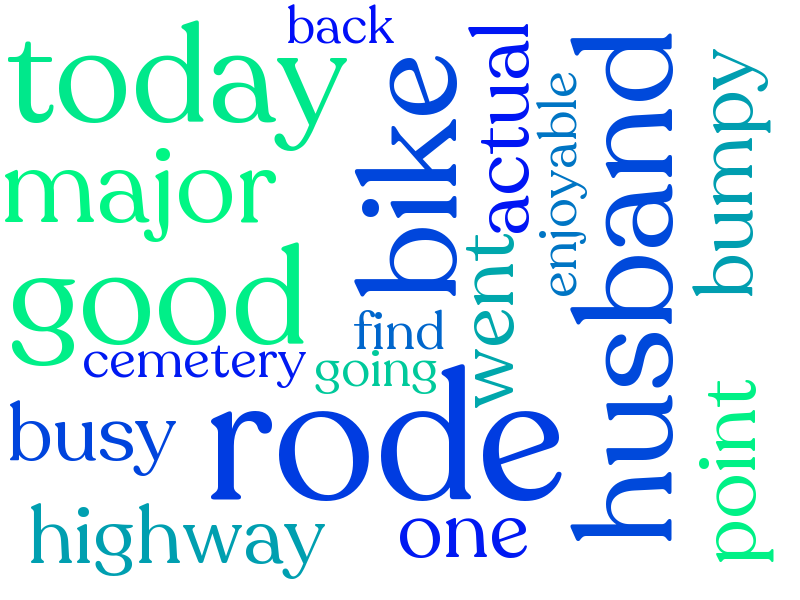 back
today
bike
actual
enjoyable
husband
bumpy
major
good
went
find
cemetery
going
rode
busy
point
highway
one